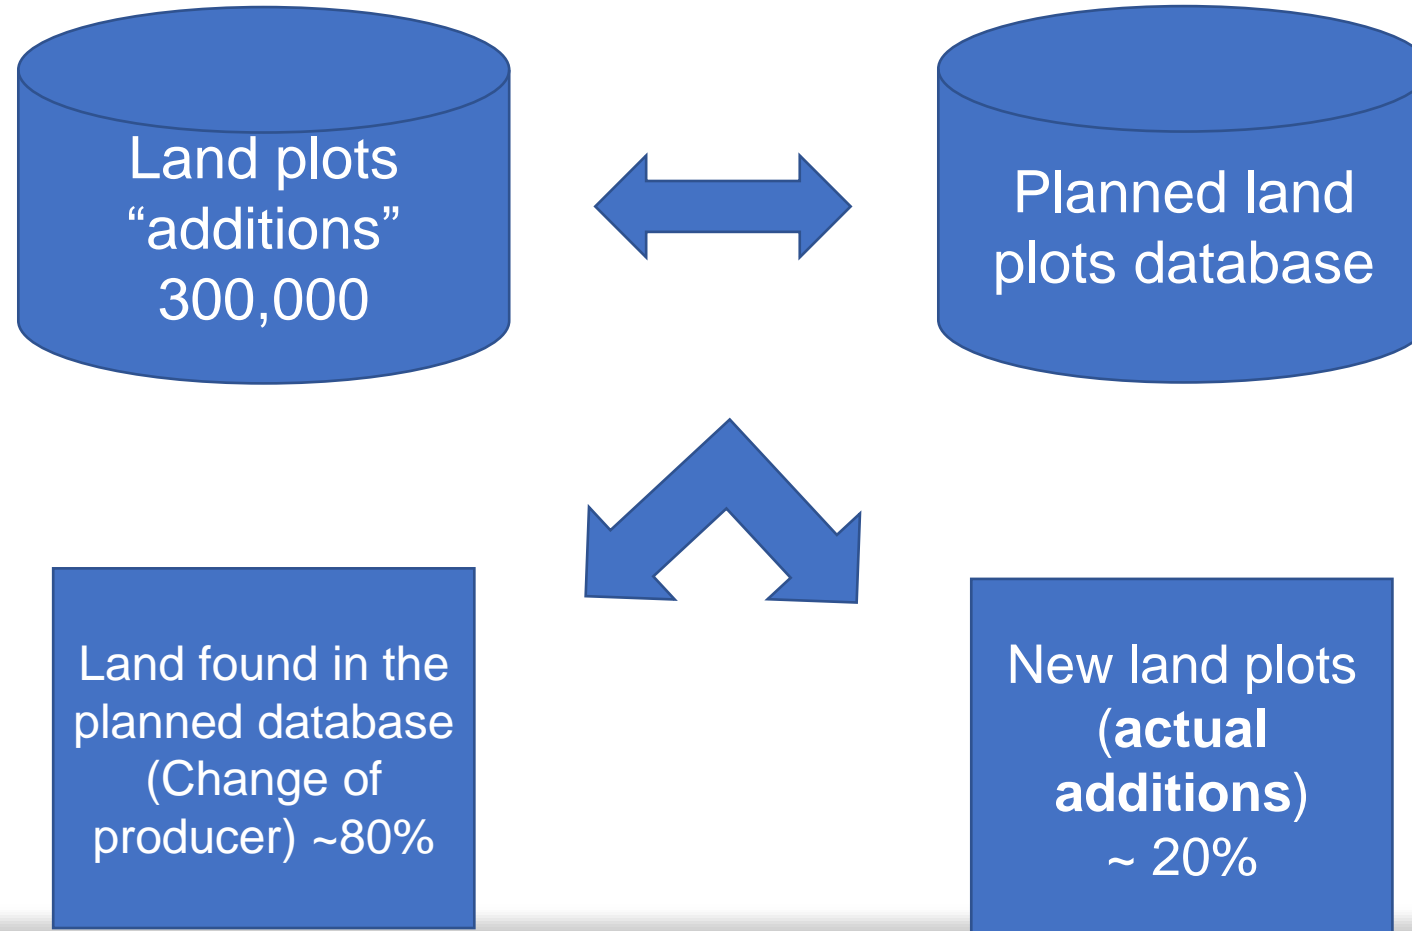 Land plots
“additions”
300,000
Planned land
plots database
Land found in the
planned database
(Change of
producer) ~80%
New land plots
(actual
additions)
~ 20%